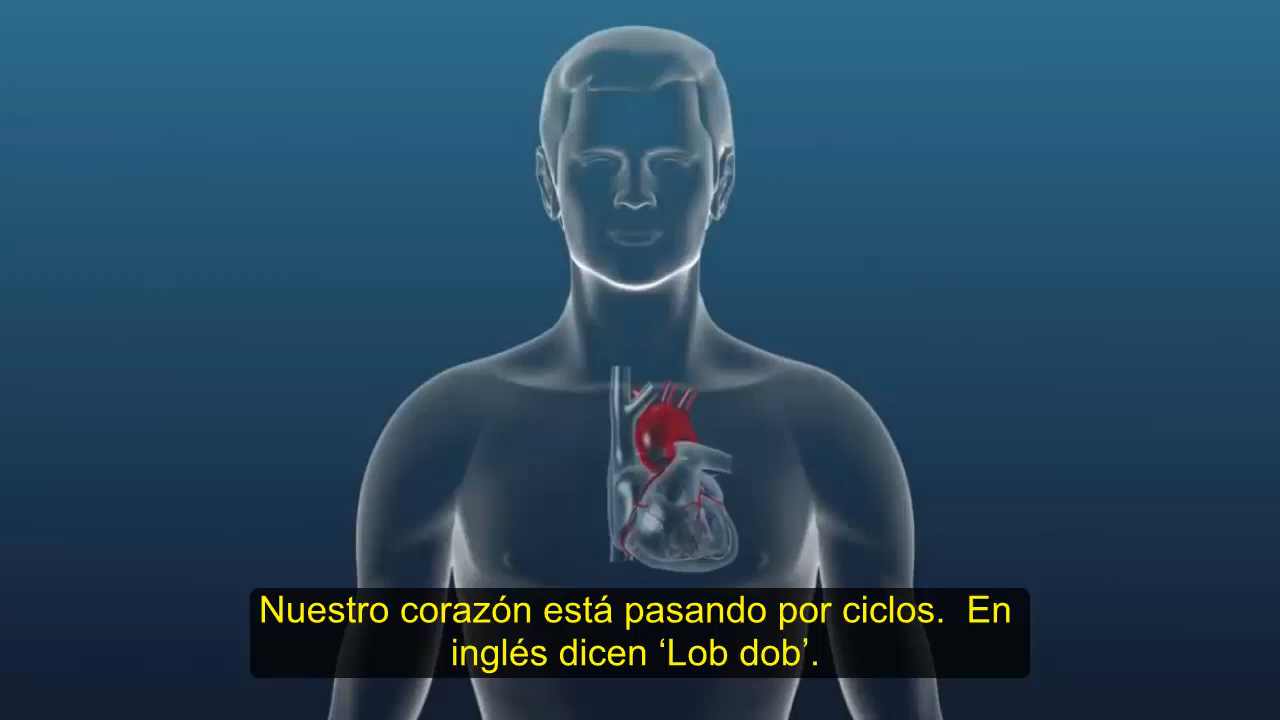 Nuestro corazón está pasando por ciclos.  En
inglés dicen ‘Lob dob’.